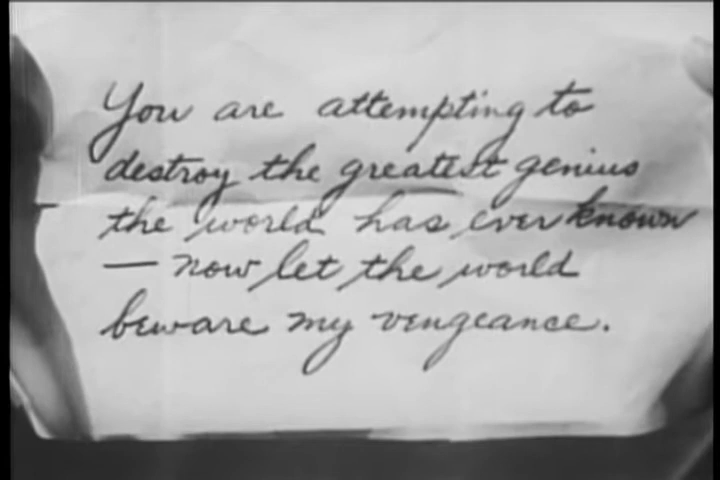 You are attempting to
destroy the greatest genius
the world has ever known
— now let the world
beware my vengeance.